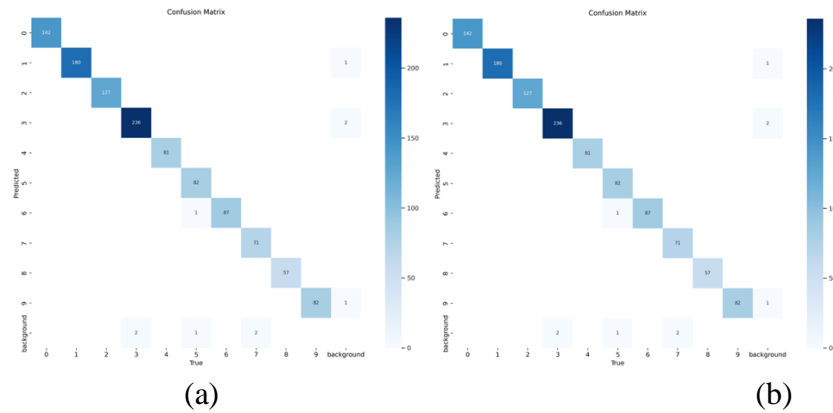 Confusion Matrix
0 142
1 180 1
2 127
3 236 2
4 81
5 82
6 1 87
7 71
8 57
9 82 1
background 2 1 2
0 1 2 3 4 5 6 7 8 9 background
Predicted
True
200
150
100
50
0
(a)
Confusion Matrix
0 142
1 180 1
2 127
3 236 2
4 81
5 82
6 1 87
7 71
8 57
9 82 1
background 2 1 2
0 1 2 3 4 5 6 7 8 9 background
Predicted
True
(b)